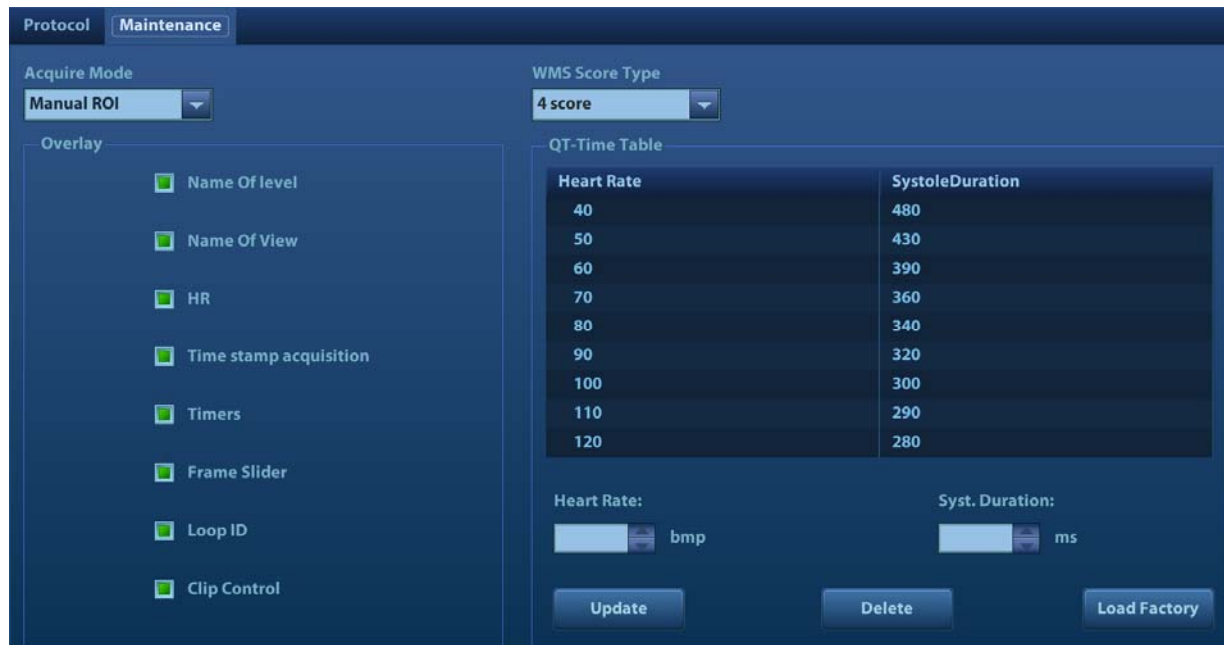 Protocol Maintenance
Acquire Mode
Manual ROI
Overlay
Name Of level
Name Of View
HR
Time stamp acquisition
Timers
Frame Slider
Loop ID
Clip Control
WMS Score Type
4 score
QT-Time Table
Heart Rate SystoleDuration
40 480
50 430
60 390
70 360
80 340
90 320
100 300
110 290
120 280
Heart Rate: Syst. Duration:
bmp ms
Update Delete Load Factory